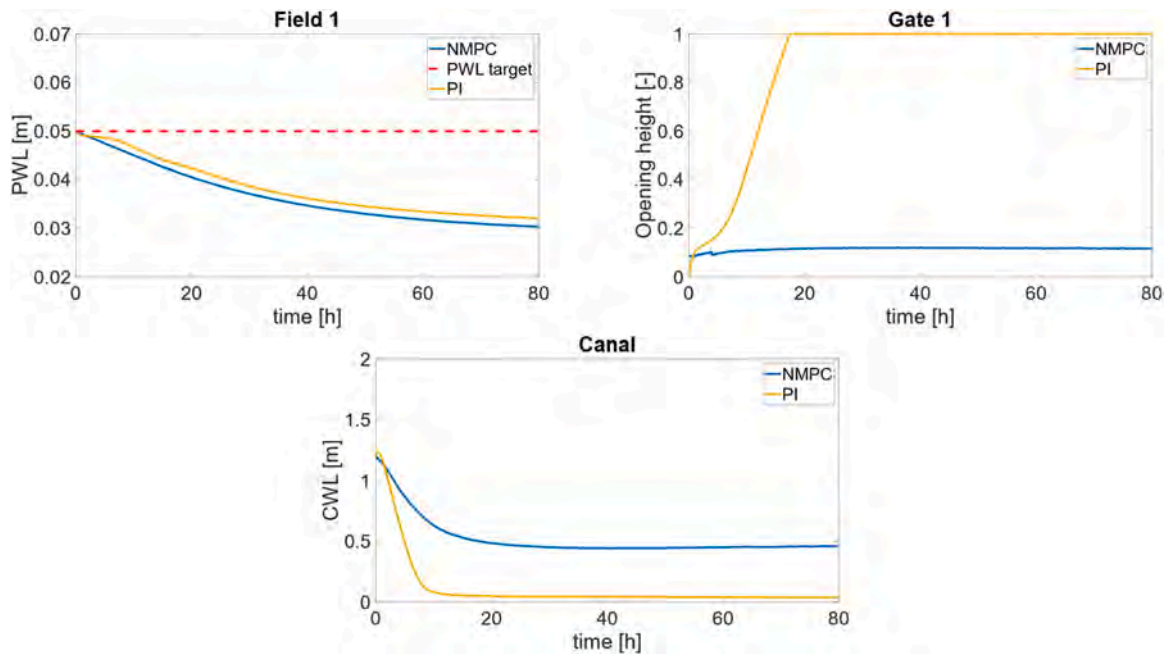 Field 1
0.07
0.06
0.05
0.04
0.03
0.02
PWL [m]
NMPC
PWL target
PI
0
20
40
60
80
time [h]
Gate 1
1
0.8
0.6
0.4
0.2
0
Opening height [-]
NMPC
PI
0
20
40
60
80
time [h]
Canal
2
1.5
1
0.5
0
CWL [m]
NMPC
PI
0
20
40
60
80
time [h]